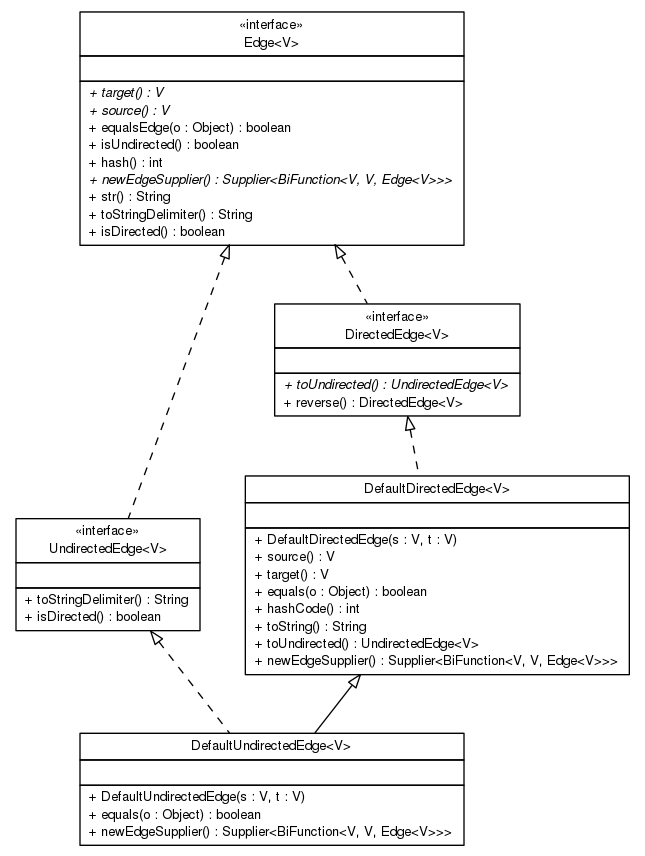 «interface»
Edge<V>
+ target() : V
+ source() : V
+ equalsEdge(o : Object) : boolean
+ isUndirected() : boolean
+ hash() : int
+ newEdgeSupplier() : Supplier<BiFunction<V, V, Edge<V>>>
+ str() : String
+ toStringDelimiter() : String
+ isDirected() : boolean
«interface»
DirectedEdge<V>
+ toUndirected() : UndirectedEdge<V>
+ reverse() : DirectedEdge<V>
DefaultDirectedEdge<V>
+ DefaultDirectedEdge(s : V, t : V)
+ source() : V
+ target() : V
+ equals(o : Object) : boolean
+ hashCode() : int
+ toString() : String
+ toUndirected() : UndirectedEdge<V>
+ newEdgeSupplier() : Supplier<BiFunction<V, V, Edge<V>>>
«interface»
UndirectedEdge<V>
+ toStringDelimiter() : String
+ isDirected() : boolean
DefaultUndirectedEdge<V>
+ DefaultUndirectedEdge(s : V, t : V)
+ equals(o : Object) : boolean
+ newEdgeSupplier() : Supplier<BiFunction<V, V, Edge<V>>>